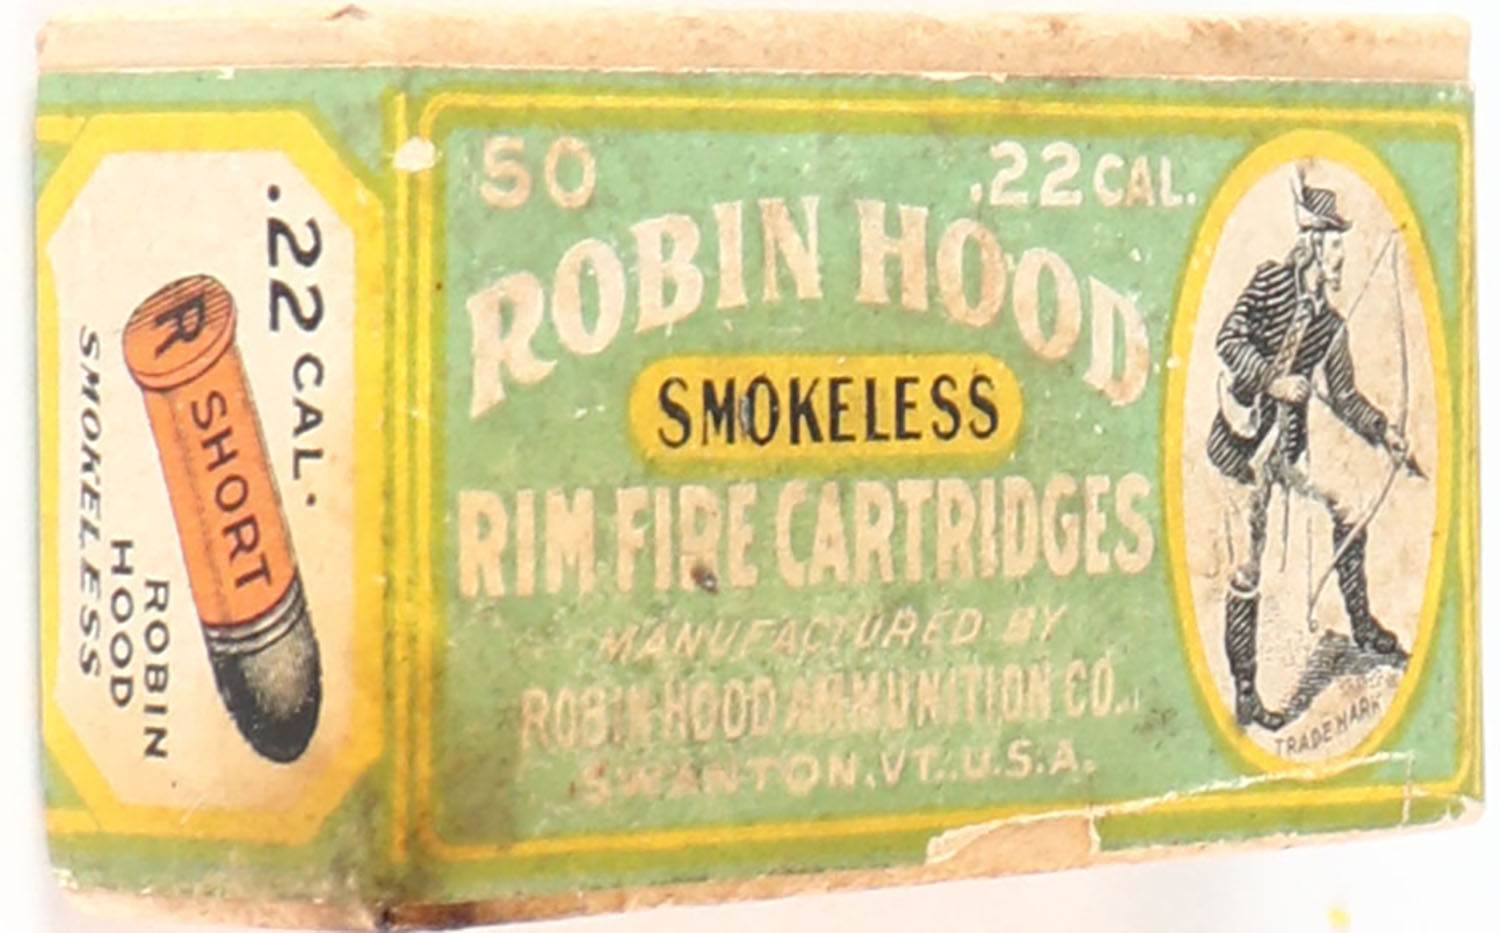 .22 CAL.
R SHORT
ROBIN
HOOD
SMOKELESS
50 .22 CAL.
ROBIN HOOD
SMOKELESS
RIM FIRE CARTRIDGES
MANUFACTURED BY
ROBIN HOOD AMMUNITION CO.,
SWANTON, VT., U.S.A.
TRADE MARK